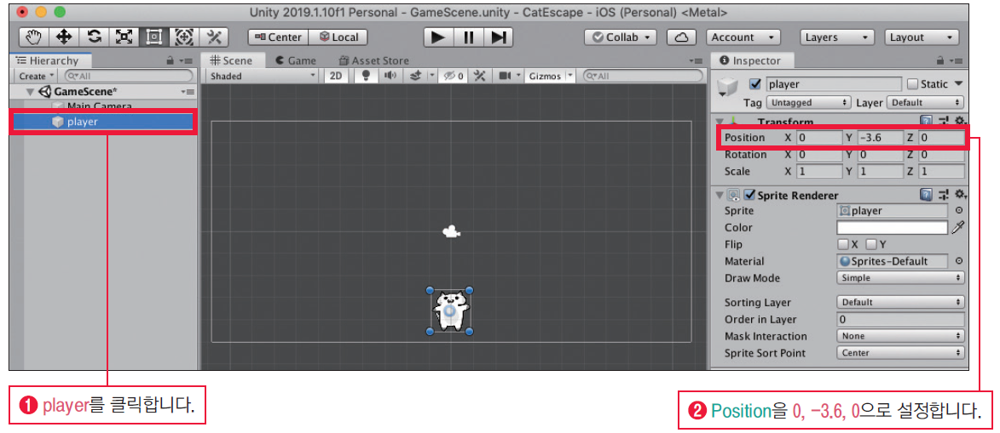 Unity 2019.1.10f1 Personal - GameScene.unity - CatEscape - iOS (Personal) <Metal>
Center Local Collab Account Layers Layout
Hierarchy
Create All
GameScene*
Main Camera
player
Scene Game Asset Store
Shaded 2D 0 Gizmos All
Inspector
player Static
Tag Untagged Layer Default
Transform
Position X 0 Y -3.6 Z 0
Rotation X 0 Y 0 Z 0
Scale X 1 Y 1 Z 1
Sprite Renderer
Sprite player
Color
Flip X Y
Material Sprites-Default
Draw Mode Simple
Sorting Layer Default
Order in Layer 0
Mask Interaction None
Sprite Sort Point Center
❶ player를 클릭합니다.
❷ Position을 0, -3.6, 0으로 설정합니다.